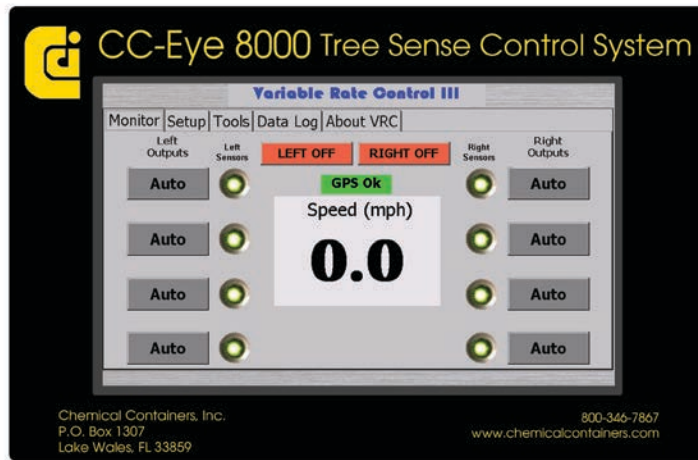 CC-Eye 8000 Tree Sense Control System
Variable Rate Control III
Monitor Setup Tools Data Log About VRC
Left Outputs
Left Sensors
LEFT OFF RIGHT OFF
Right Sensors
Right Outputs
Auto Auto
GPS Ok
Speed (mph)
Auto Auto
0.0
Auto Auto
Auto Auto
Chemical Containers, Inc.
P.O. Box 1307
Lake Wales, FL 33859
800-346-7867
www.chemicalcontainers.com